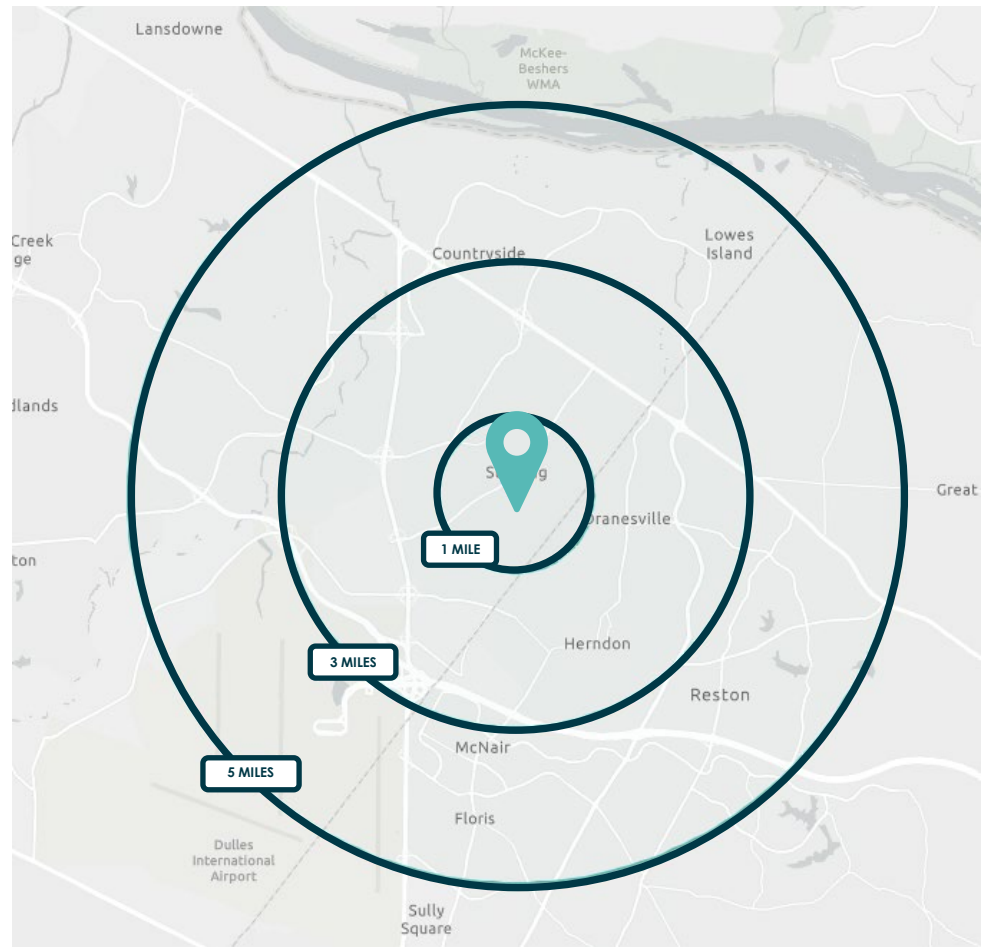 Lansdowne
McKee-
Beshers
WMA
Lowes
Island
Creek
ge
Countryside
dlands
Great
Dranesville
ton
1 MILE
Herndon
3 MILES
Reston
McNair
5 MILES
Floris
Dulles
International
Airport
Sully
Square